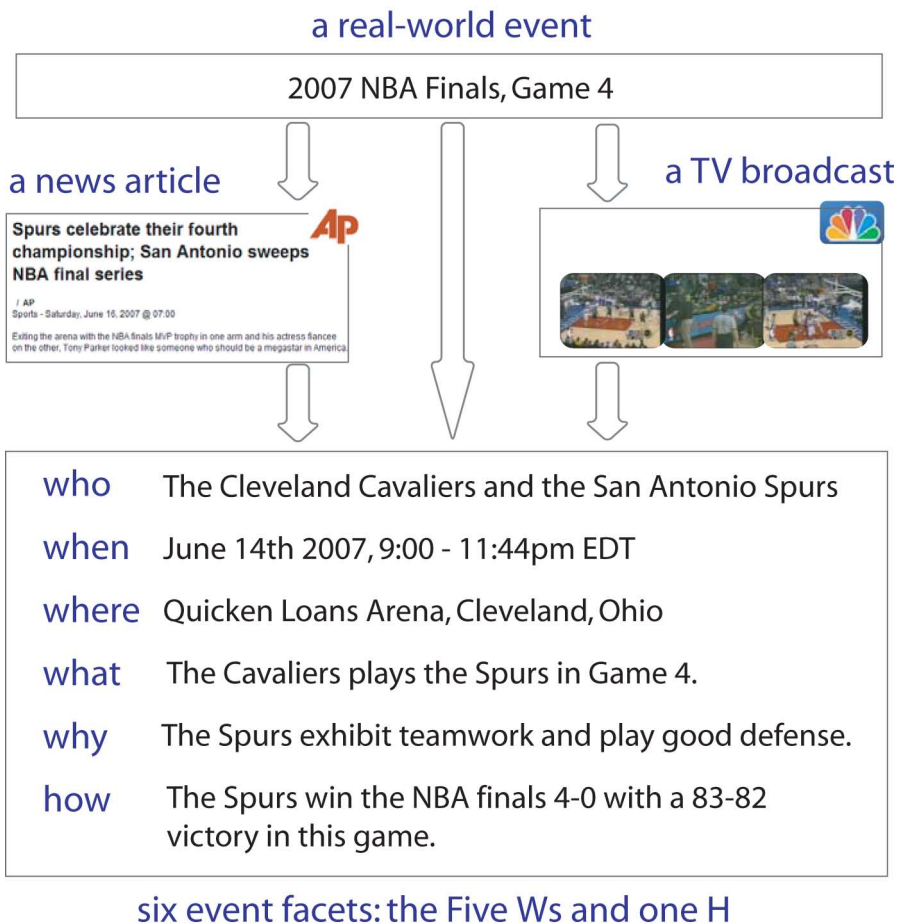 a real-world event
2007 NBA Finals, Game 4
a news article
a TV broadcast
Spurs celebrate their fourth
championship; San Antonio sweeps
NBA final series
AP
/ AP
Sports - Saturday, June 16, 2007 @ 07:00
Exiting the arena with the NBA finals MVP trophy in one arm and his actress fiancee
on the other, Tony Parker looked like someone who should be a megastar in America.
who The Cleveland Cavaliers and the San Antonio Spurs
when June 14th 2007, 9:00 - 11:44pm EDT
where Quicken Loans Arena, Cleveland, Ohio
what The Cavaliers plays the Spurs in Game 4.
why The Spurs exhibit teamwork and play good defense.
how The Spurs win the NBA finals 4-0 with a 83-82
victory in this game.
six event facets: the Five Ws and one H